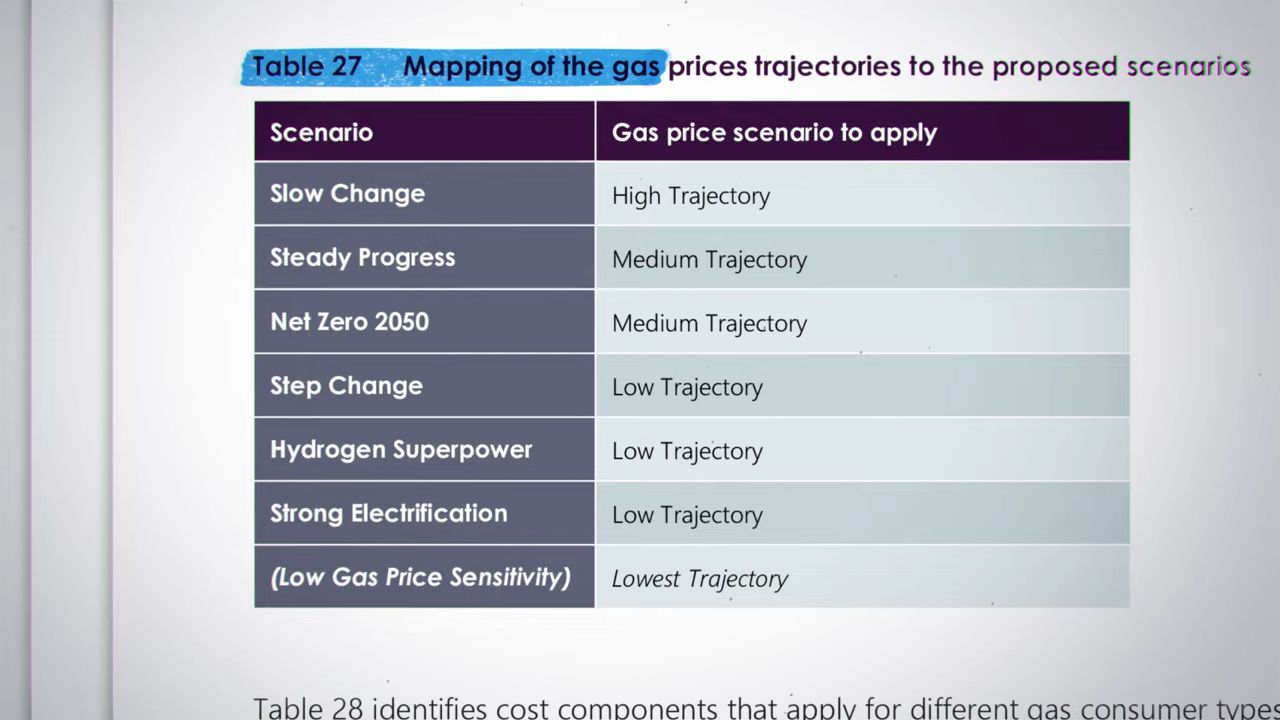 Table 27 Mapping of the gas prices trajectories to the proposed scenarios
Scenario Gas price scenario to apply
Slow Change High Trajectory
Steady Progress Medium Trajectory
Net Zero 2050 Medium Trajectory
Step Change Low Trajectory
Hydrogen Superpower Low Trajectory
Strong Electrification Low Trajectory
(Low Gas Price Sensitivity) Lowest Trajectory
Table 28 identifies cost components that apply for different gas consumer types